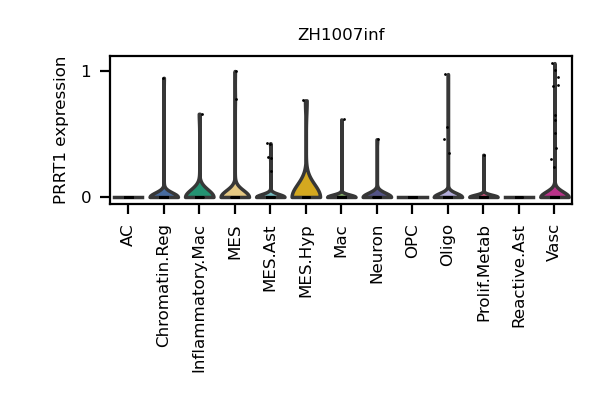 ZH1007inf
PRRT1 expression
1
0
AC
Chromatin.Reg
Inflammatory.Mac
MES
MES.Ast
MES.Hyp
Mac
Neuron
OPC
Oligo
Prolif.Metab
Reactive.Ast
Vasc